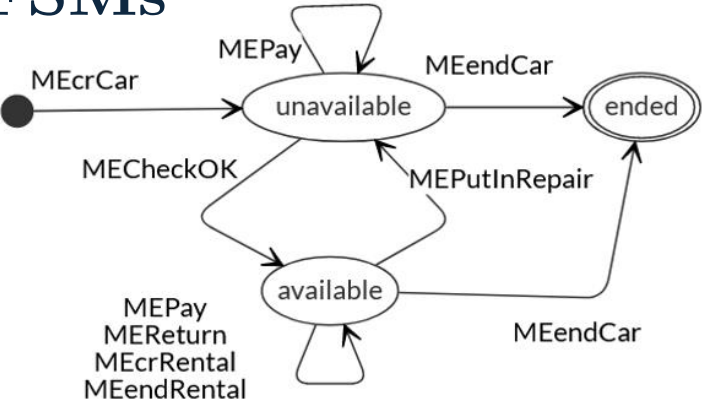 FSMs
MEPay
MEcrCar
MEendCar
unavailable
ended
MECheckOK
MEPutInRepair
available
MEPay
MEReturn
MEcrRental
MEendRental
MEendCar